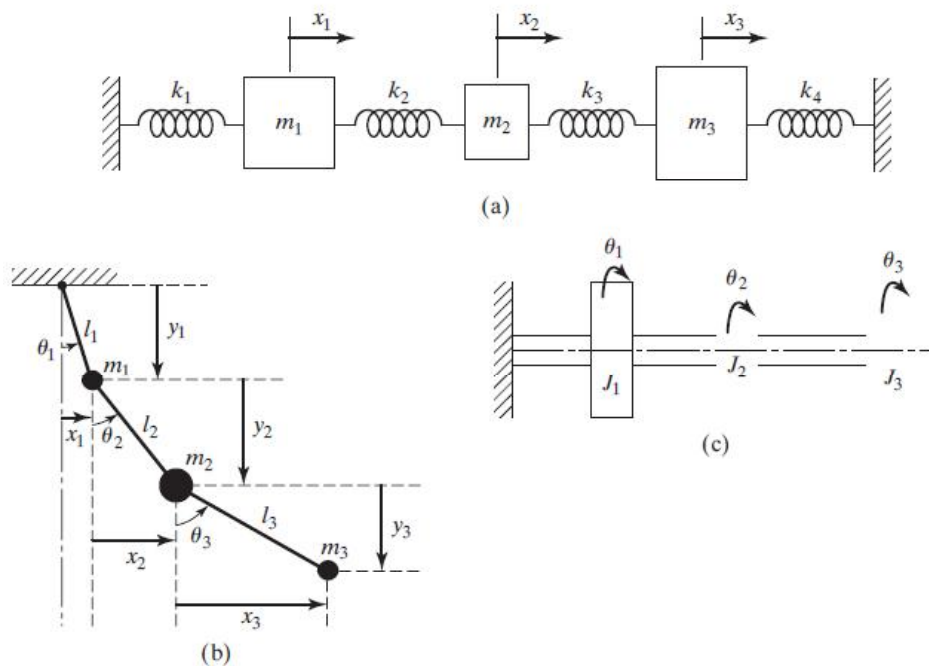 x₁ x₂ x₃
k₁ k₂ k₃ k₄
m₁ m₂ m₃
(a)
θ₁ θ₂ θ₃
J₁ J₂ J₃
(c)
l₁ y₁
θ₁
m₁
x₁ θ₂ l₂ y₂
m₂
θ₃ l₃ y₃
x₂ m₃
x₃
(b)